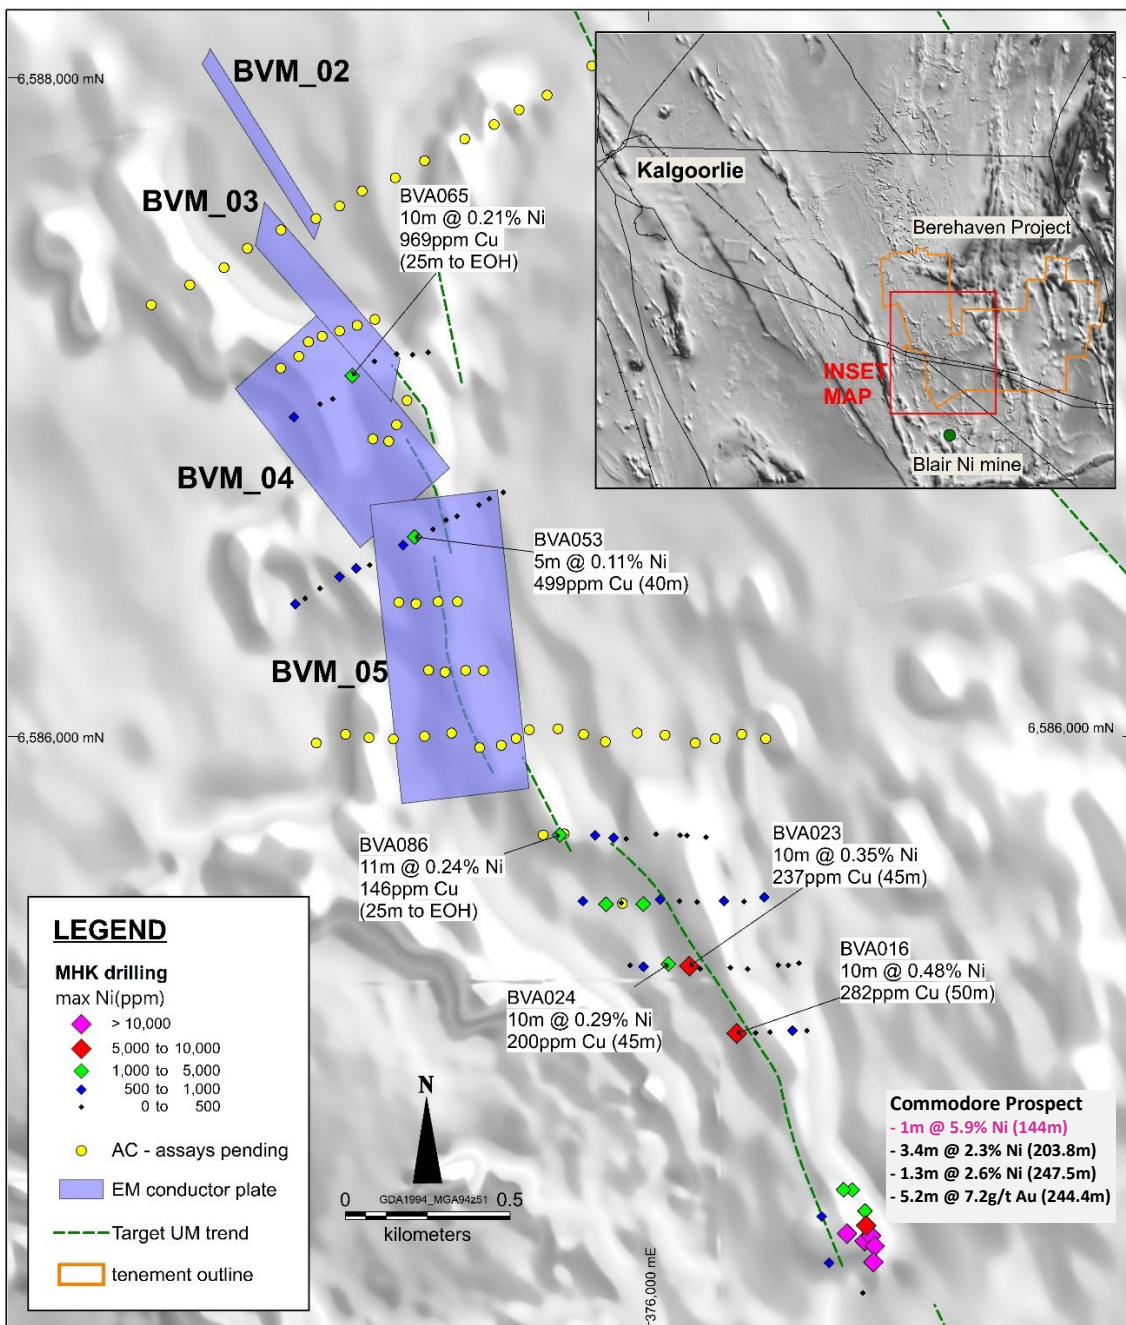 6,588,000 mN
BVM_02
BVM_03
BVA065
10m @ 0.21% Ni
969ppm Cu
(25m to EOH)
Kalgoorlie
Berehaven Project
INSET
MAP
Blair Ni mine
BVM_04
BVA053
5m @ 0.11% Ni
499ppm Cu (40m)
BVM_05
6,586,000 mN
6,586,000 mN
BVA086
11m @ 0.24% Ni
146ppm Cu
(25m to EOH)
BVA023
10m @ 0.35% Ni
237ppm Cu (45m)
BVA016
10m @ 0.48% Ni
282ppm Cu (50m)
BVA024
10m @ 0.29% Ni
200ppm Cu (45m)
LEGEND
MHK drilling
max Ni(ppm)
> 10,000
5,000 to 10,000
1,000 to 5,000
500 to 1,000
0 to 500
AC - assays pending
EM conductor plate
Target UM trend
tenement outline
N
0 GDA1994_MGA94z51 0.5
kilometers
376,000 mE
Commodore Prospect
- 1m @ 5.9% Ni (144m)
- 3.4m @ 2.3% Ni (203.8m)
- 1.3m @ 2.6% Ni (247.5m)
- 5.2m @ 7.2g/t Au (244.4m)